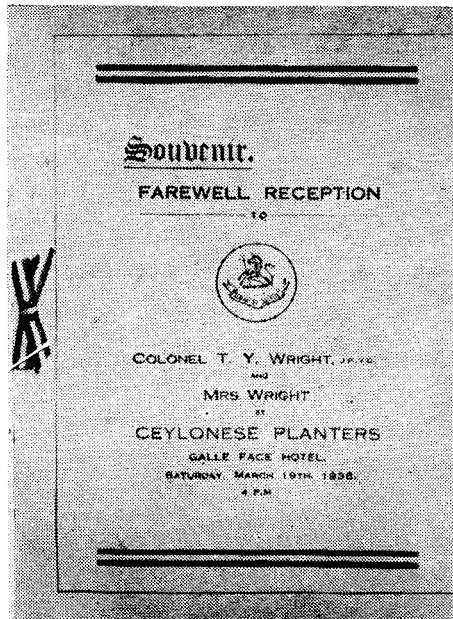 Souvenir.
FAREWELL RECEPTION
TO
COLONEL T. Y. WRIGHT, J.P., V.D.
AND
MRS WRIGHT
BY
CEYLONESE PLANTERS
GALLE FACE HOTEL.
SATURDAY, MARCH 19TH 1938.
4 P.M